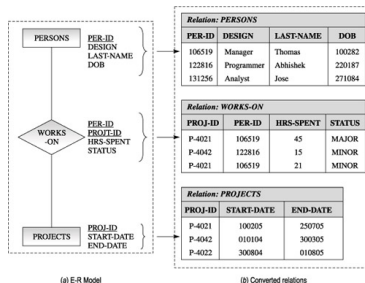 PERSONS
PER-ID
DESIGN
LAST-NAME
DOB
WORKS
-ON
PER-ID
PROJT-ID
HRS-SPENT
STATUS
PROJECTS
PROJ-ID
START-DATE
END-DATE
(a) E-R Model
Relation: PERSONS
PER-ID DESIGN LAST-NAME DOB
106519 Manager Thomas 100282
122816 Programmer Abhishek 220187
131256 Analyst Jose 271084
Relation: WORKS-ON
PROJ-ID PER-ID HRS-SPENT STATUS
P-4021 106519 45 MAJOR
P-4042 122816 15 MINOR
P-4021 106519 21 MINOR
Relation: PROJECTS
PROJ-ID START-DATE END-DATE
P-4021 100205 250705
P-4042 010104 300305
P-4022 300804 010805
(b) Converted relations